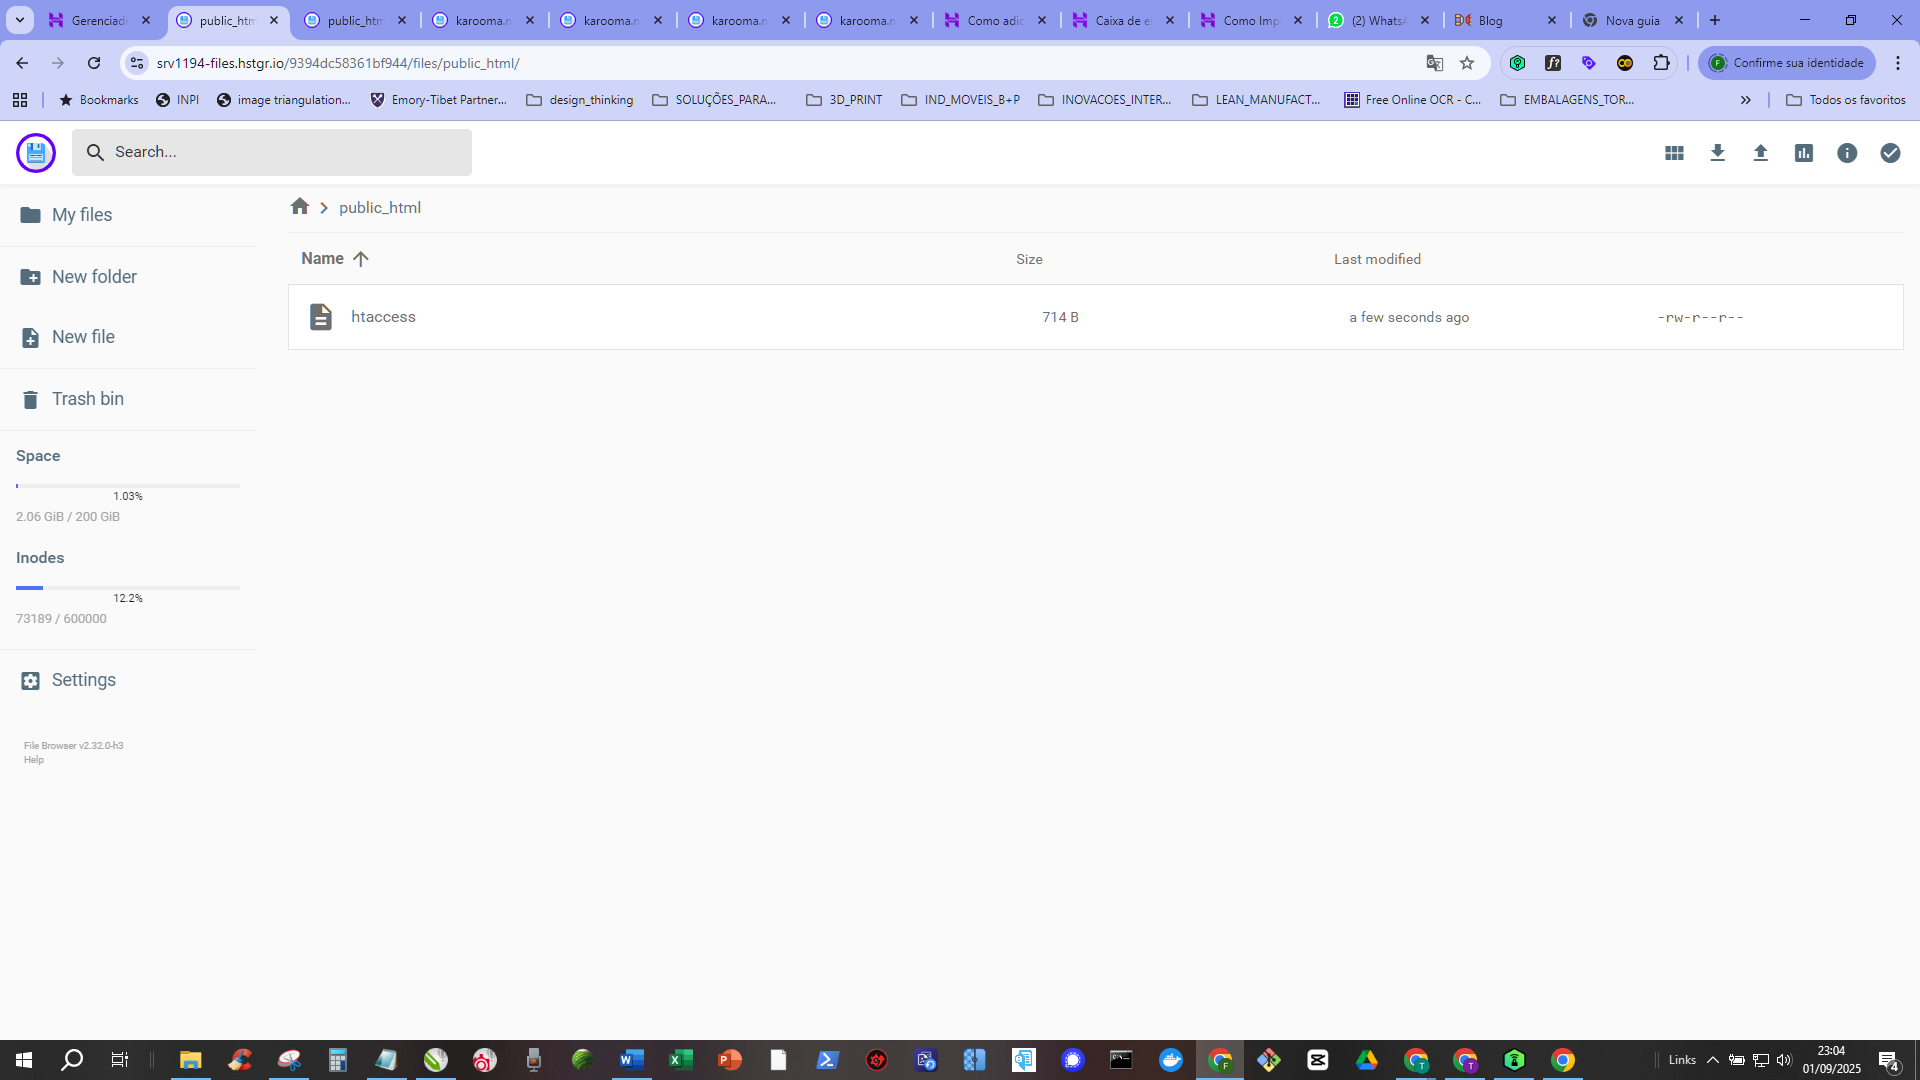 Gerenciad
public_htm
public_htm
karooma.n
karooma.n
karooma.n
karooma.n
Como adic
Caixa de e
Como Imp
(2) WhatsA
Blog
Nova guia
srv1194-files.hstgr.io/9394dc58361bf944/files/public_html/
Confirme sua identidade
Bookmarks
INPI
image triangulation...
Emory-Tibet Partner...
design_thinking
SOLUÇÕES_PARA...
3D_PRINT
IND_MOVEIS_B+P
INOVACOES_INTER...
LEAN_MANUFACT...
Free Online OCR - C...
EMBALAGENS_TOR...
Todos os favoritos
Search...
My files
public_html
Name
Size
Last modified
New folder
htaccess
714 B
a few seconds ago
-rw-r--r--
New file
Trash bin
Space
1.03%
2.06 GiB / 200 GiB
Inodes
12.2%
73189 / 600000
Settings
File Browser v2.32.0-h3
Help
Links
23:04
01/09/2025
4